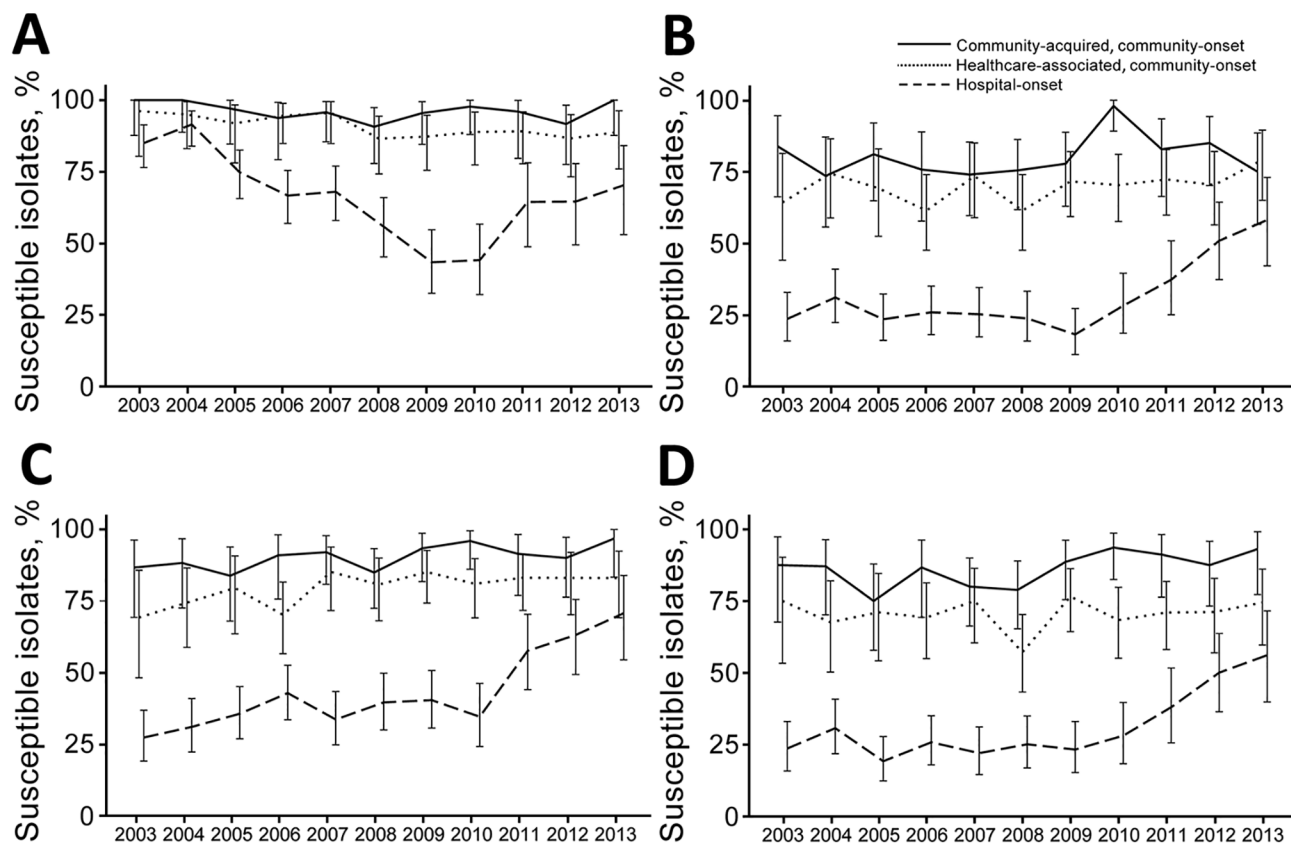 A
Susceptible isolates, %
100
75
50
25
0
2003 2004 2005 2006 2007 2008 2009 2010 2011 2012 2013
B
Community-acquired, community-onset
Healthcare-associated, community-onset
Hospital-onset
Susceptible isolates, %
100
75
50
25
0
2003 2004 2005 2006 2007 2008 2009 2010 2011 2012 2013
C
Susceptible isolates, %
100
75
50
25
0
2003 2004 2005 2006 2007 2008 2009 2010 2011 2012 2013
D
Susceptible isolates, %
100
75
50
25
0
2003 2004 2005 2006 2007 2008 2009 2010 2011 2012 2013